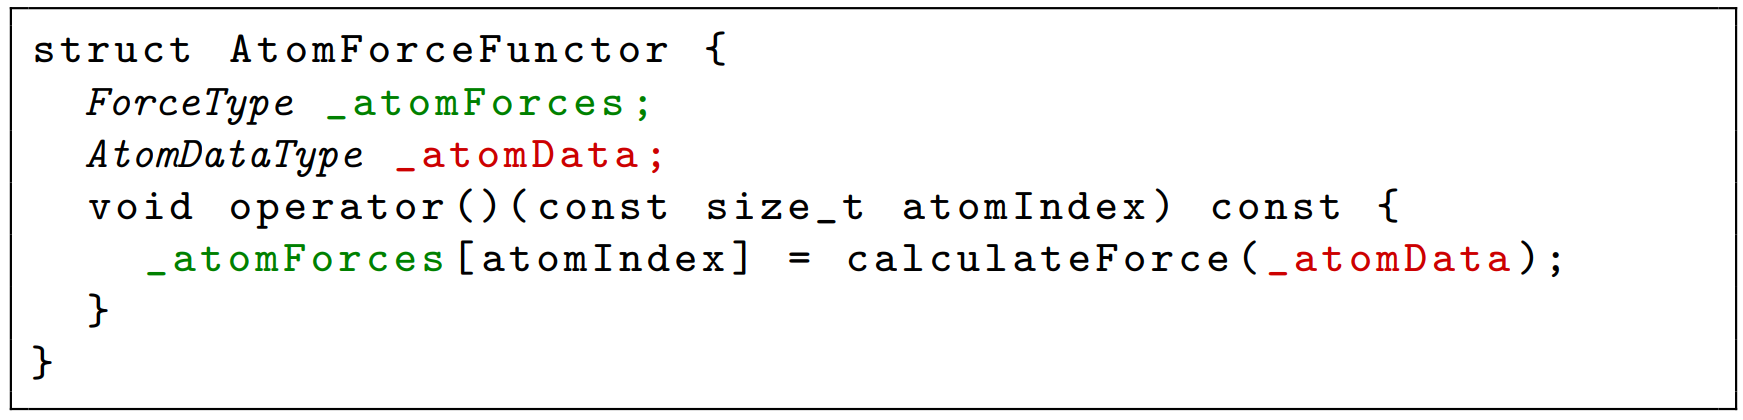 struct AtomForceFunctor {
  ForceType _atomForces;
  AtomDataType _atomData;
  void operator()(const size_t atomIndex) const {
    _atomForces[atomIndex] = calculateForce(_atomData);
  }
}